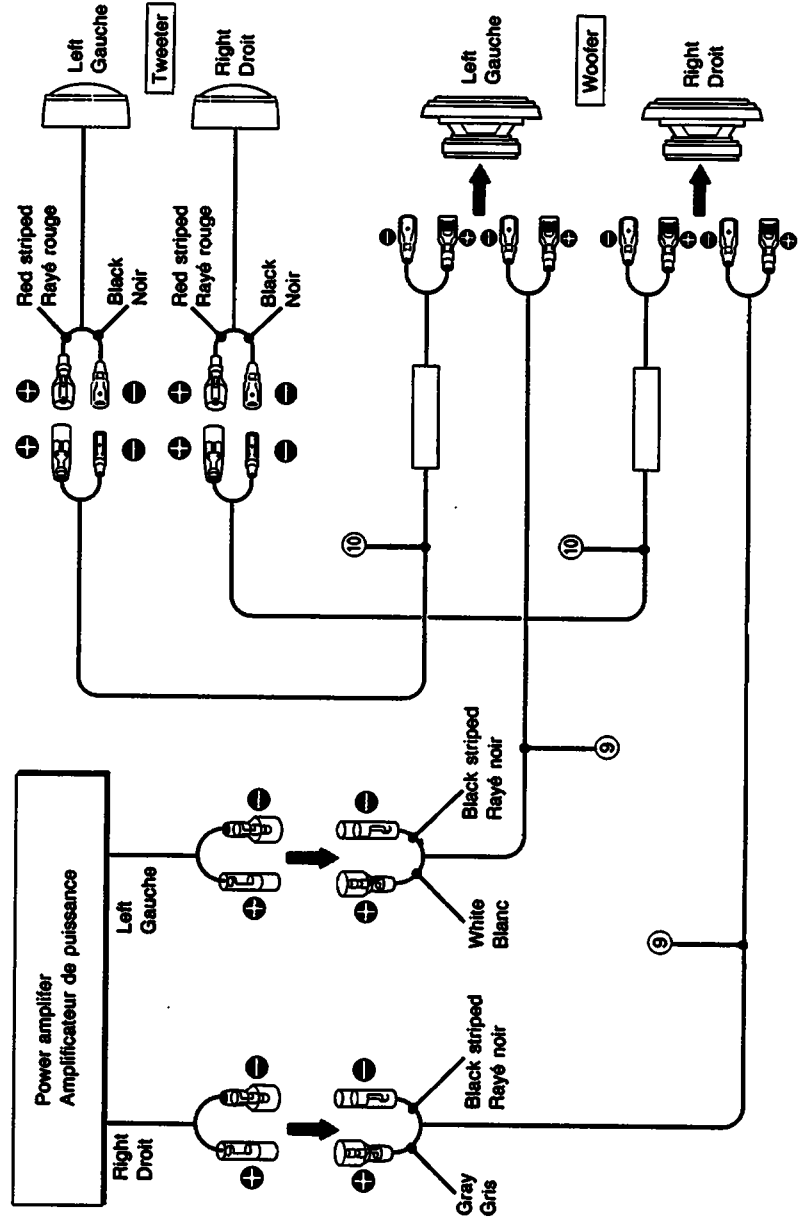 Power amplifer
Amplificateur de puissance
Right
Droit
Left
Gauche
Gray
Gris
Black striped
Rayé noir
White
Blanc
Black striped
Rayé noir
⑨
⑨
⑩
⑩
Red striped
Rayé rouge
Black
Noir
Red striped
Rayé rouge
Black
Noir
Left
Gauche
Tweeter
Right
Droit
Left
Gauche
Woofer
Right
Droit